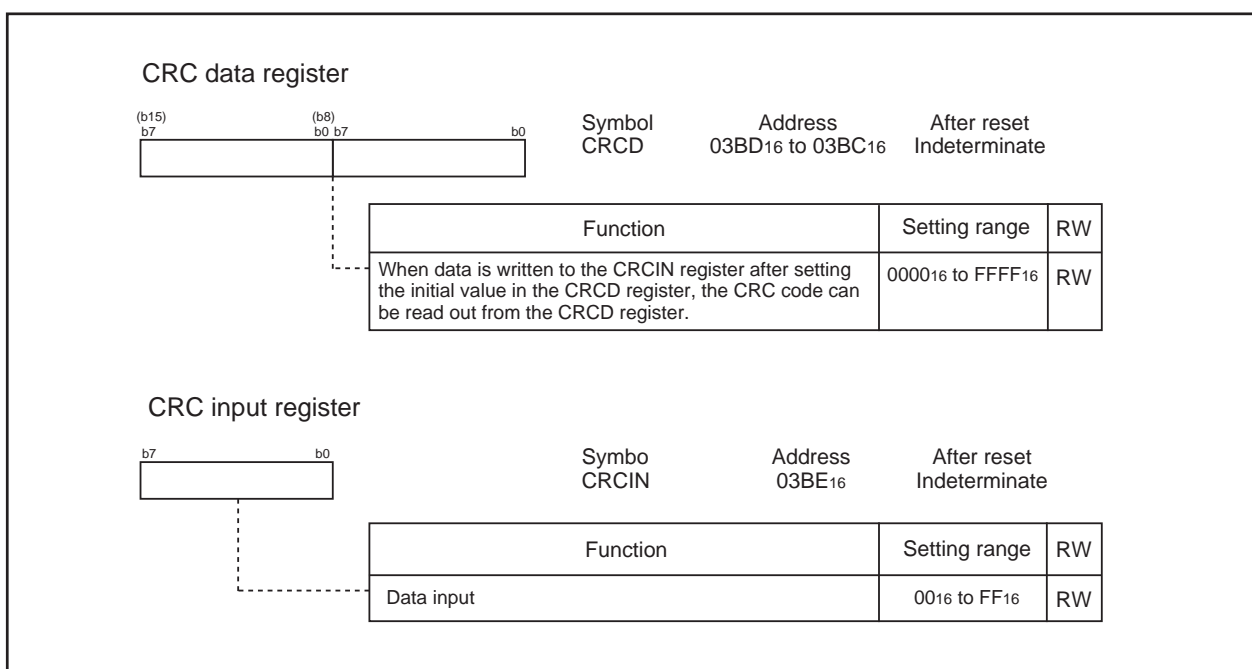 CRC data register
(b15) (b8)
b7 b0 b7 b0
Symbol Address After reset
CRCD 03BD16 to 03BC16 Indeterminate
Function Setting range RW
When data is written to the CRCIN register after setting
the initial value in the CRCD register, the CRC code can
be read out from the CRCD register.
000016 to FFFF16 RW
CRC input register
b7 b0
Symbo Address After reset
CRCIN 03BE16 Indeterminate
Function Setting range RW
Data input 0016 to FF16 RW